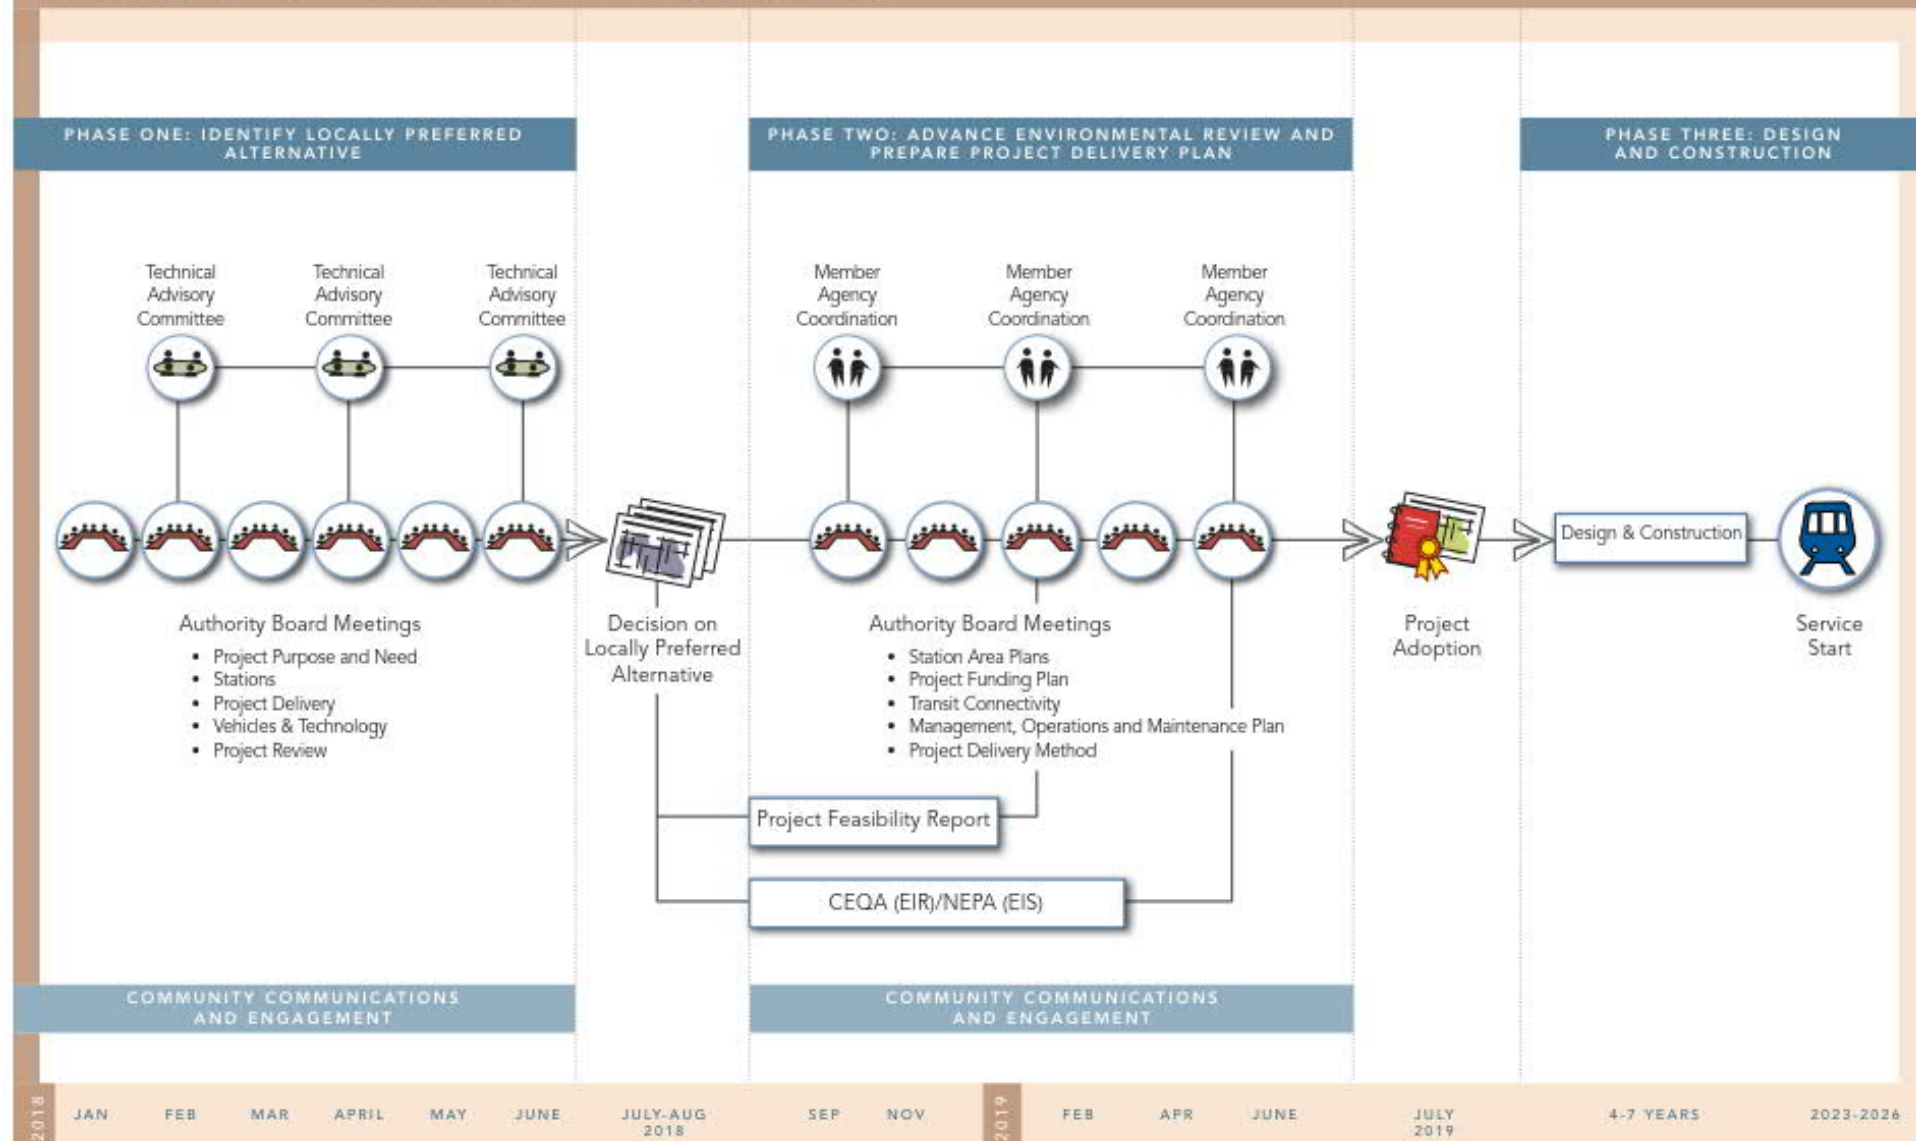 PHASE ONE: IDENTIFY LOCALLY PREFERRED
ALTERNATIVE
PHASE TWO: ADVANCE ENVIRONMENTAL REVIEW AND
PREPARE PROJECT DELIVERY PLAN
PHASE THREE: DESIGN
AND CONSTRUCTION
Technical
Advisory
Committee
Technical
Advisory
Committee
Technical
Advisory
Committee
Member
Agency
Coordination
Member
Agency
Coordination
Member
Agency
Coordination
Design & Construction
Authority Board Meetings
• Project Purpose and Need
• Stations
• Project Delivery
• Vehicles & Technology
• Project Review
Decision on
Locally Preferred
Alternative
Authority Board Meetings
• Station Area Plans
• Project Funding Plan
• Transit Connectivity
• Management, Operations and Maintenance Plan
• Project Delivery Method
Project
Adoption
Service
Start
Project Feasibility Report
CEQA (EIR)/NEPA (EIS)
COMMUNITY COMMUNICATIONS
AND ENGAGEMENT
COMMUNITY COMMUNICATIONS
AND ENGAGEMENT
2018
JAN
FEB
MAR
APRIL
MAY
JUNE
JULY-AUG
2018
SEP
NOV
2019
FEB
APR
JUNE
JULY
2019
4-7 YEARS
2023-2026